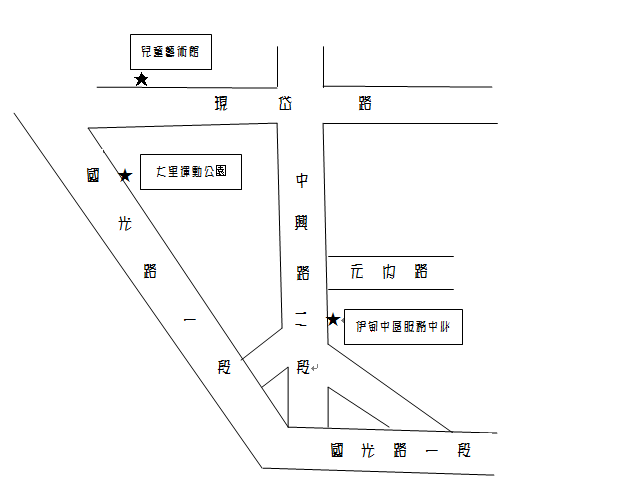 兒童藝術館
現岱路
大里運動公園
國光路一段
中興路二段
元路
伊甸中區服務中心
國光路一段